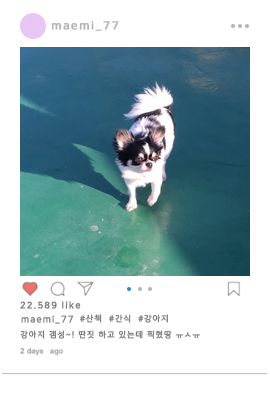 maemi_77
22.589 like
maemi_77 #산책 #간식 #강아지
강아지 갬성~! 딴짓 하고 있는데 찍혔땅 ㅠㅅㅠ
2 days ago